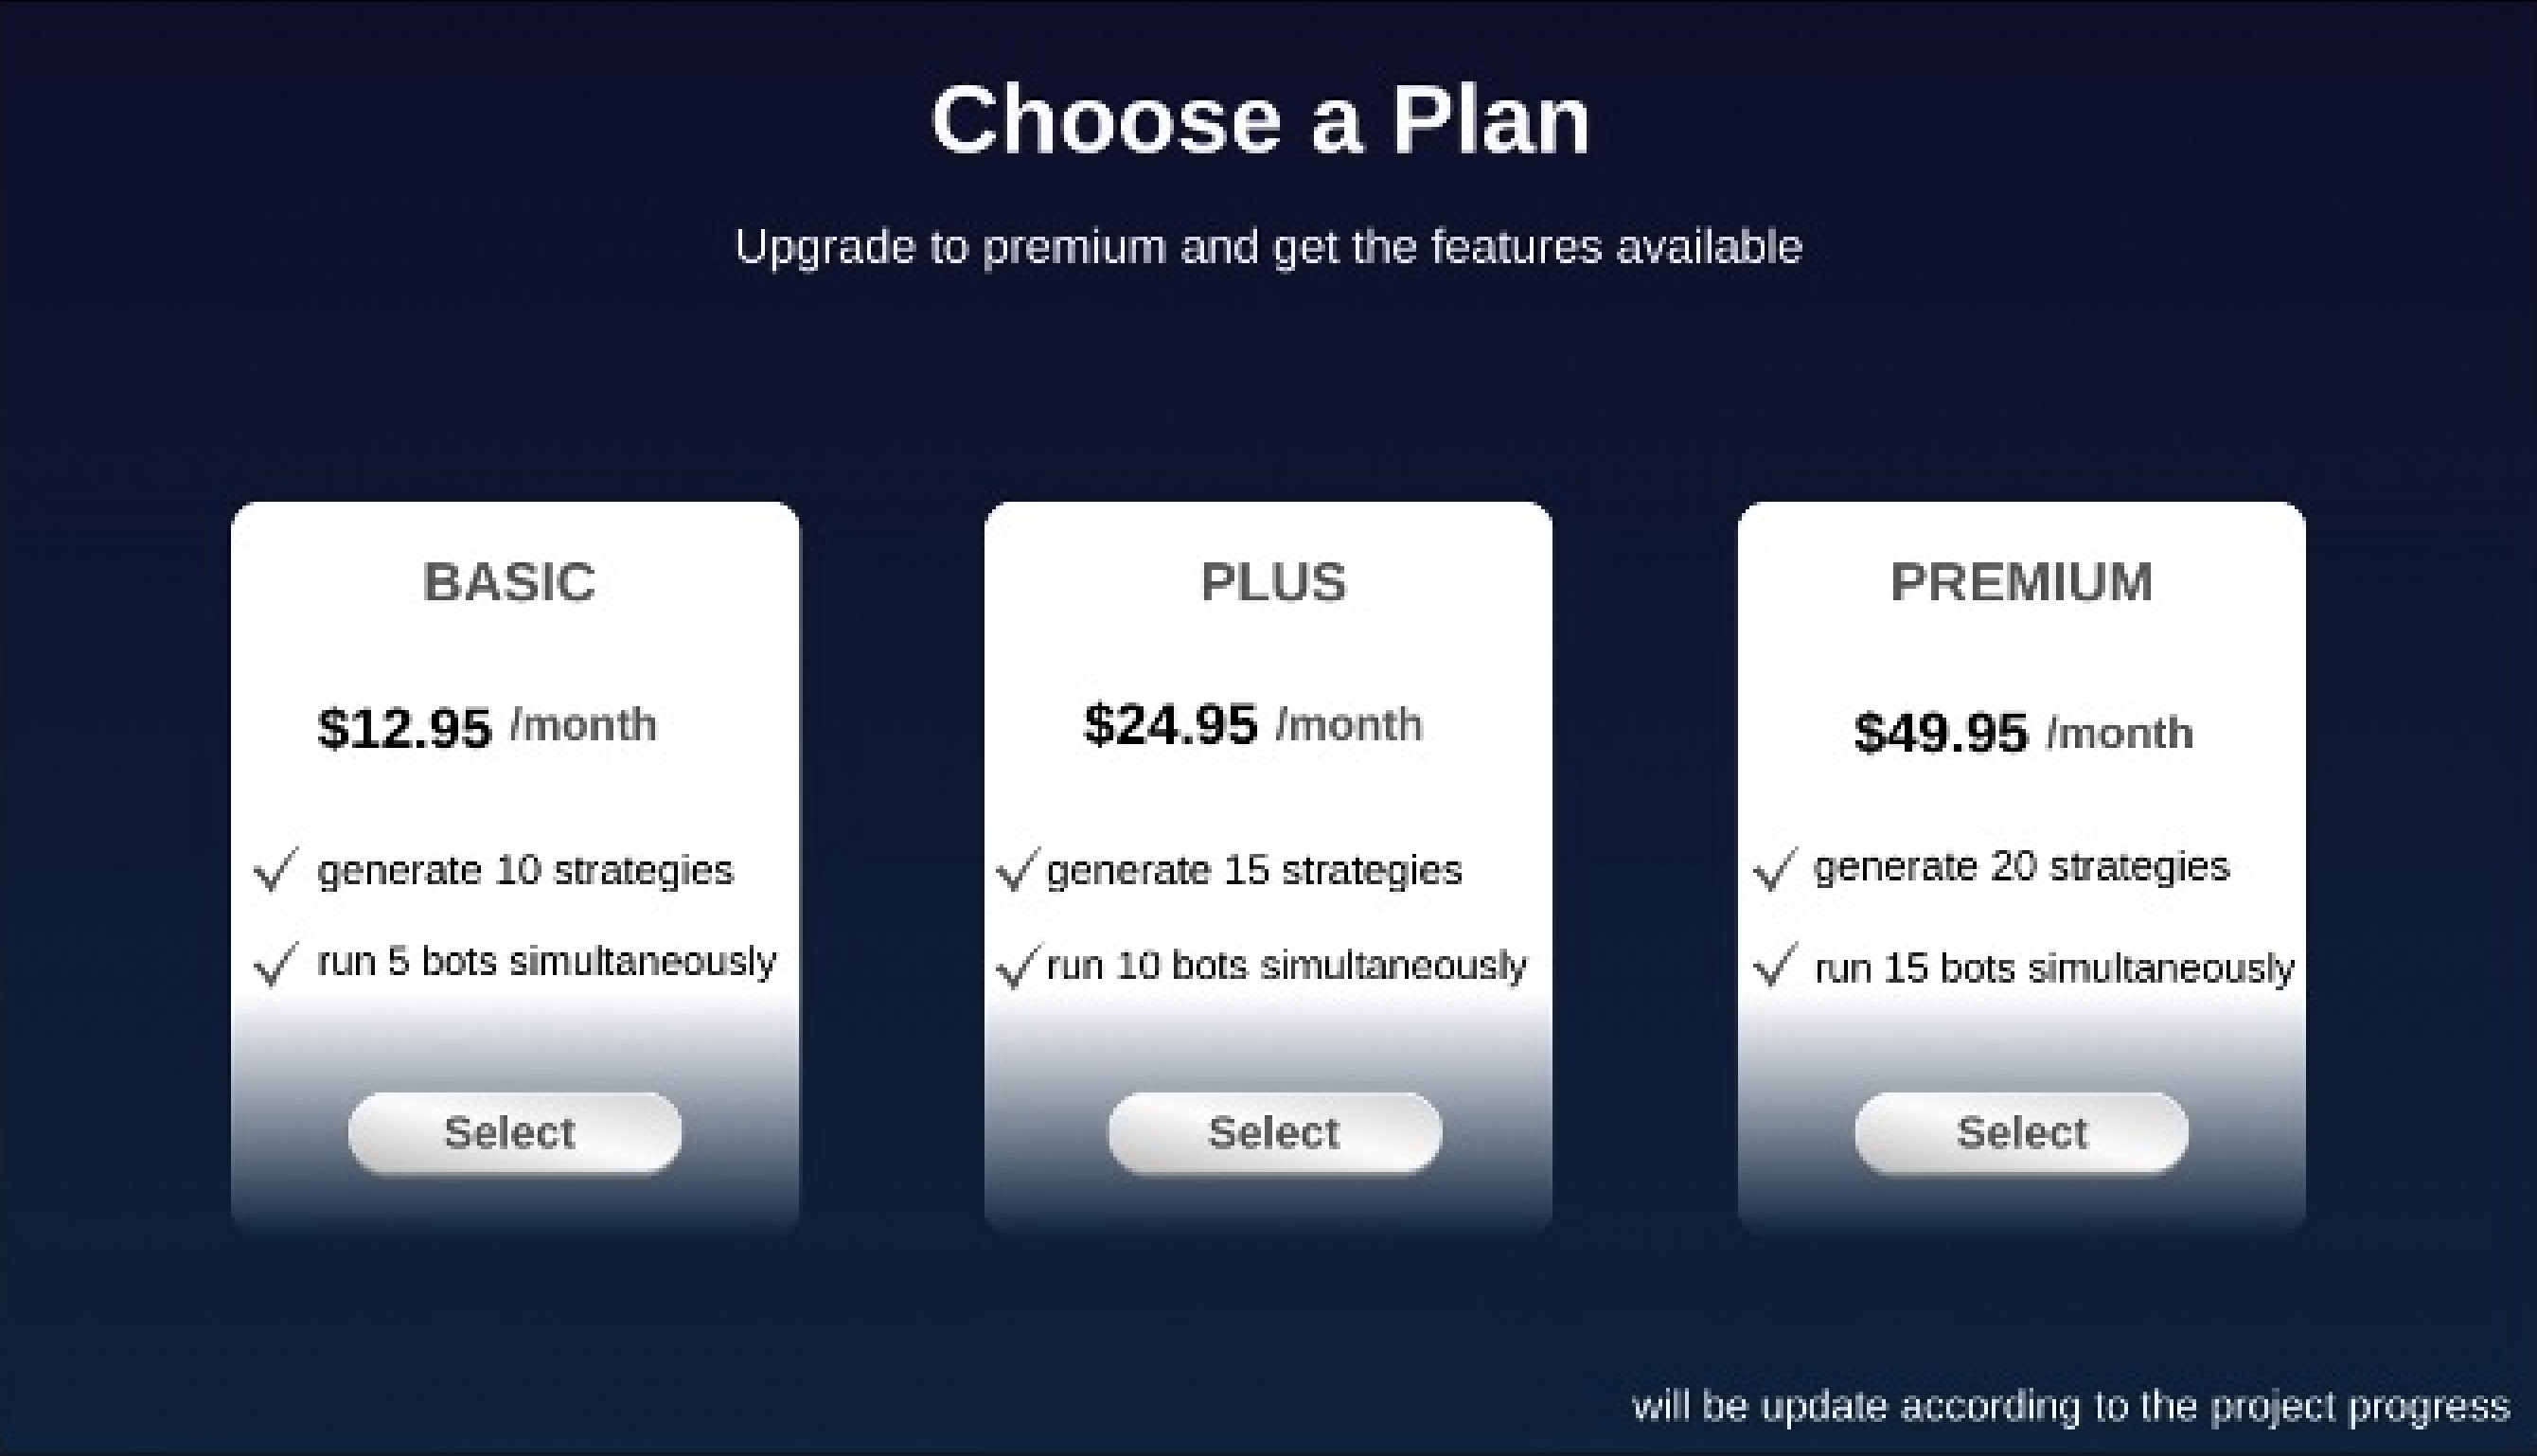 Choose a Plan
Upgrade to premium and get the features available
BASIC
$12.95 /month
generate 10 strategies
run 5 bots simultaneously
Select
PLUS
$24.95 /month
generate 15 strategies
run 10 bots simultaneously
Select
PREMIUM
$49.95 /month
generate 20 strategies
run 15 bots simultaneously
Select
will be update according to the project progress